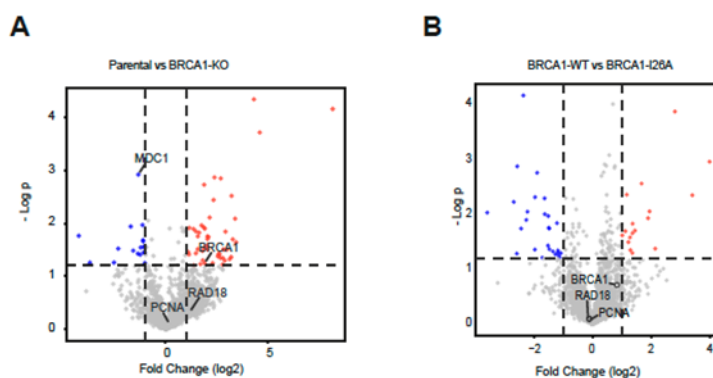 A
Parental vs BRCA1-KO
4
3
2
1
0
- Log p
MDC1
BRCA1
RAD18
PCNA
0
5
Fold Change (log2)
B
BRCA1-WT vs BRCA1-I26A
4
3
2
1
0
- Log p
BRCA1
RAD18
PCNA
−2
0
2
4
Fold Change (log2)